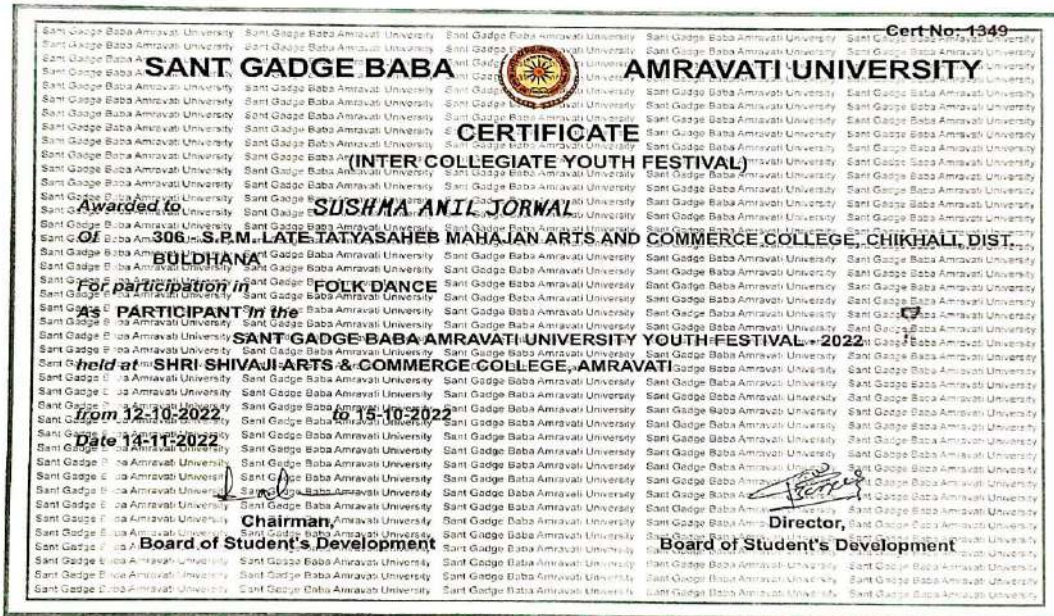 Cert No: 1349
SANT GADGE BABA AMRAVATI UNIVERSITY
CERTIFICATE
(INTER COLLEGIATE YOUTH FESTIVAL)
Awarded to SUSHMA ANIL JORWAL
Of 306 - S.P.M. LATE TATYASAHEB MAHAJAN ARTS AND COMMERCE COLLEGE, CHIKHALI, DIST.
BULDHANA
For participation in FOLK DANCE
As PARTICIPANT In the
SANT GADGE BABA AMRAVATI UNIVERSITY YOUTH FESTIVAL - 2022
held at SHRI SHIVAJI ARTS & COMMERCE COLLEGE, AMRAVATI
from 12-10-2022 to 15-10-2022
Date 14-11-2022
Chairman, Director,
Board of Student's Development Board of Student's Development